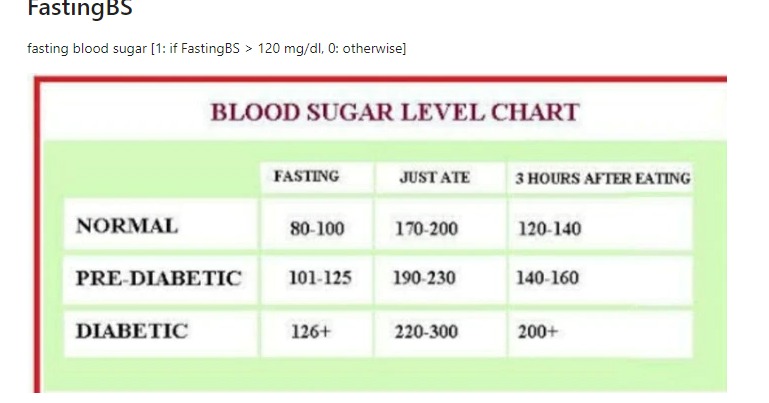 FastingBS
fasting blood sugar [1: if FastingBS > 120 mg/dl, 0: otherwise]
BLOOD SUGAR LEVEL CHART
FASTING JUST ATE 3 HOURS AFTER EATING
NORMAL 80-100 170-200 120-140
PRE-DIABETIC 101-125 190-230 140-160
DIABETIC 126+ 220-300 200+